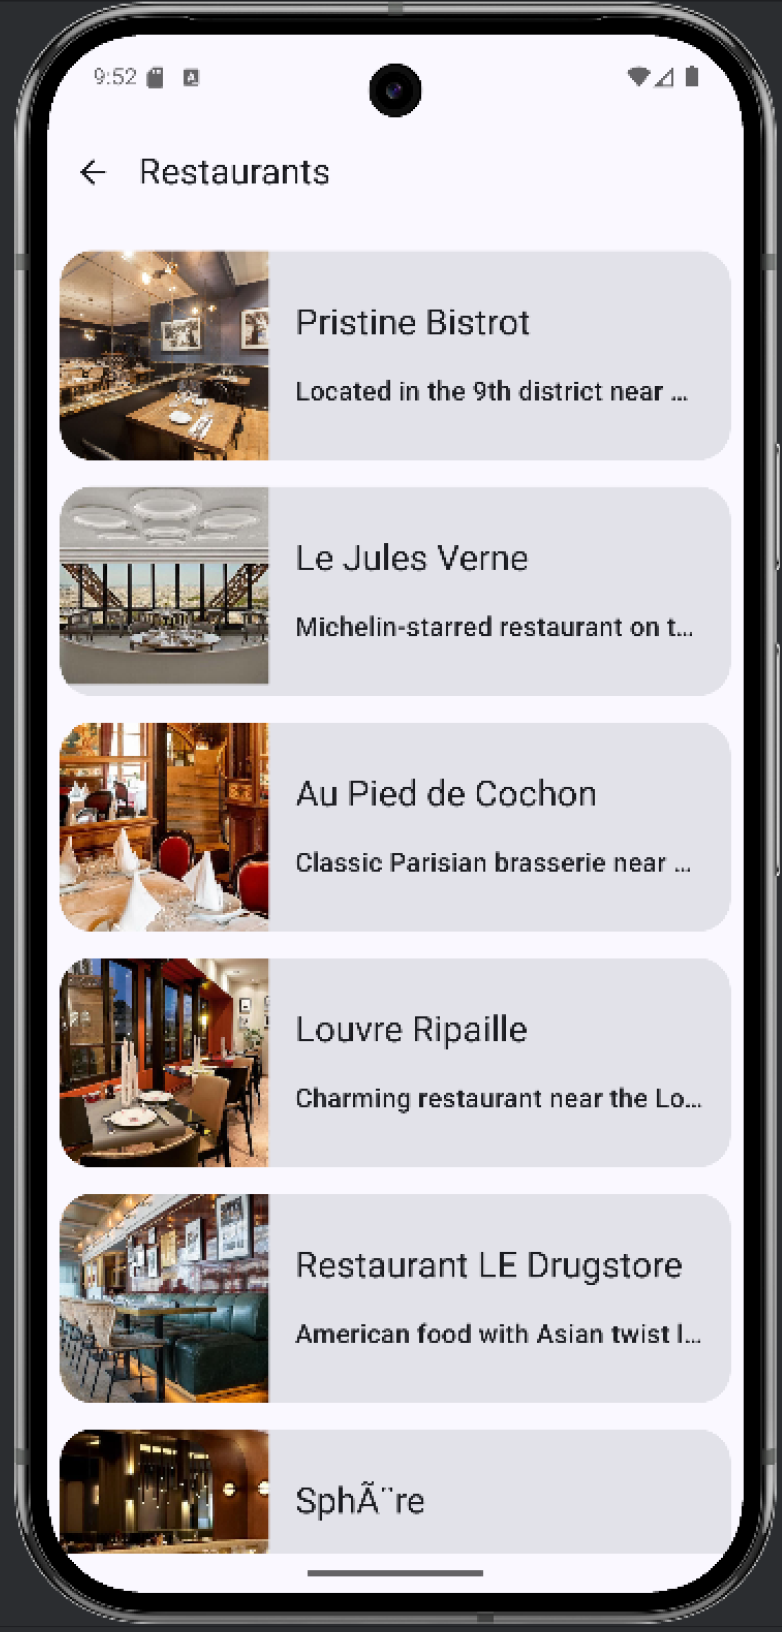 9:52
Restaurants
Pristine Bistrot
Located in the 9th district near ...
Le Jules Verne
Michelin-starred restaurant on t...
Au Pied de Cochon
Classic Parisian brasserie near ...
Louvre Ripaille
Charming restaurant near the Lo...
Restaurant LE Drugstore
American food with Asian twist l...
SphÃ¨re